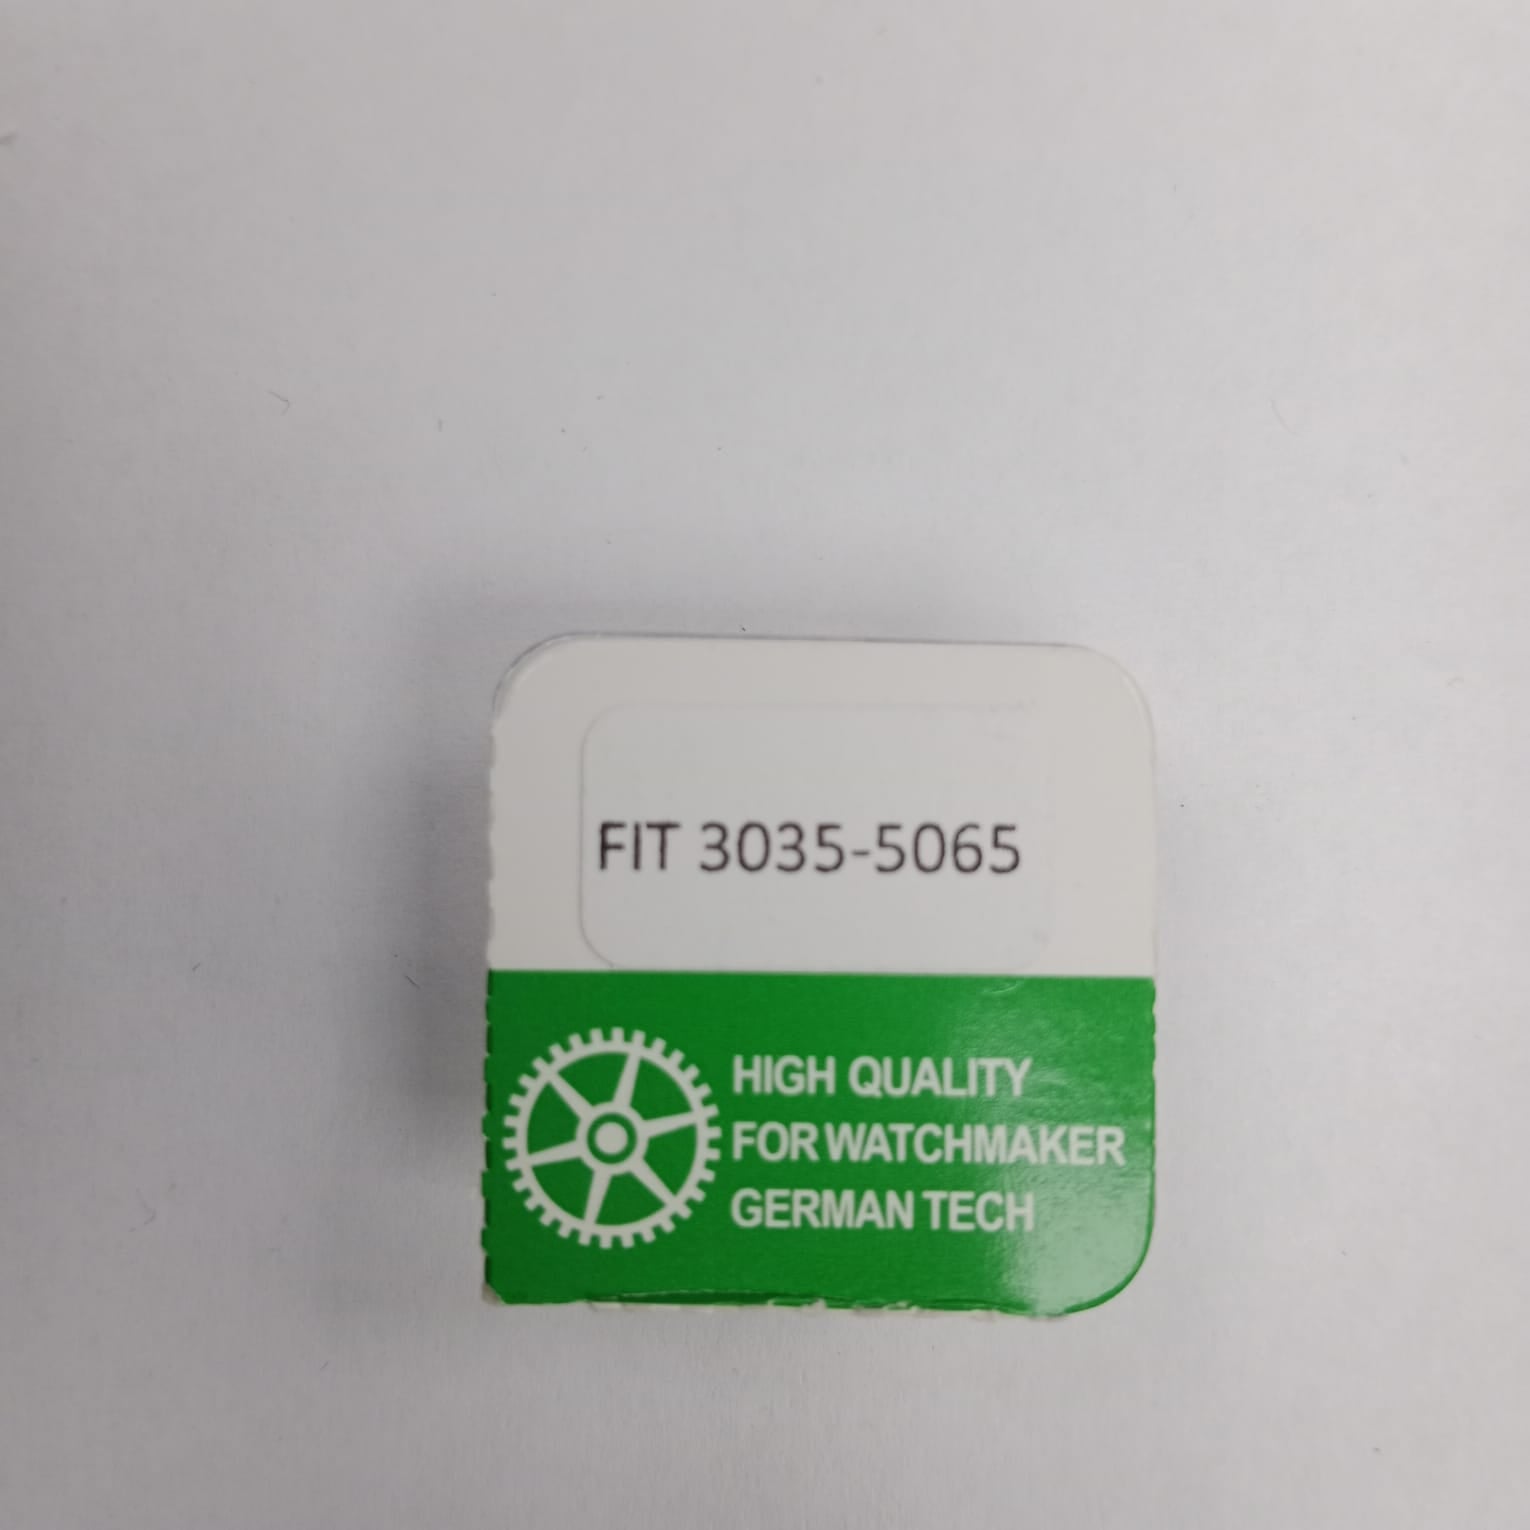 FIT 3035-5065
HIGH QUALITY
FOR WATCHMAKER
GERMAN TECH